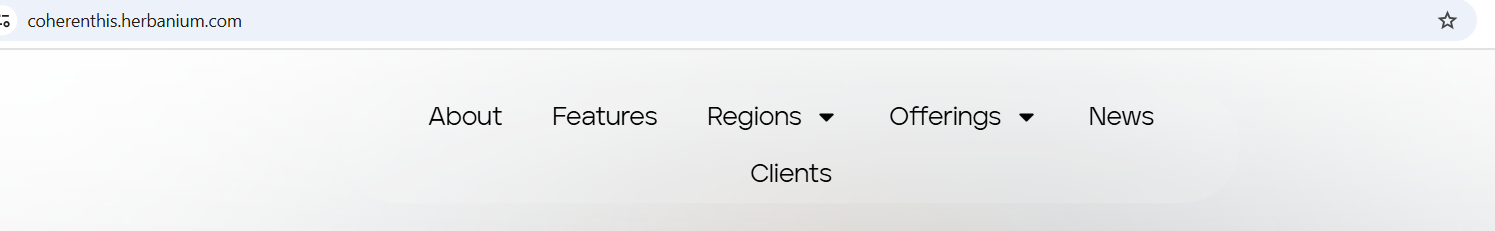 coherenthis.herbanium.com
About Features Regions Offerings News
Clients